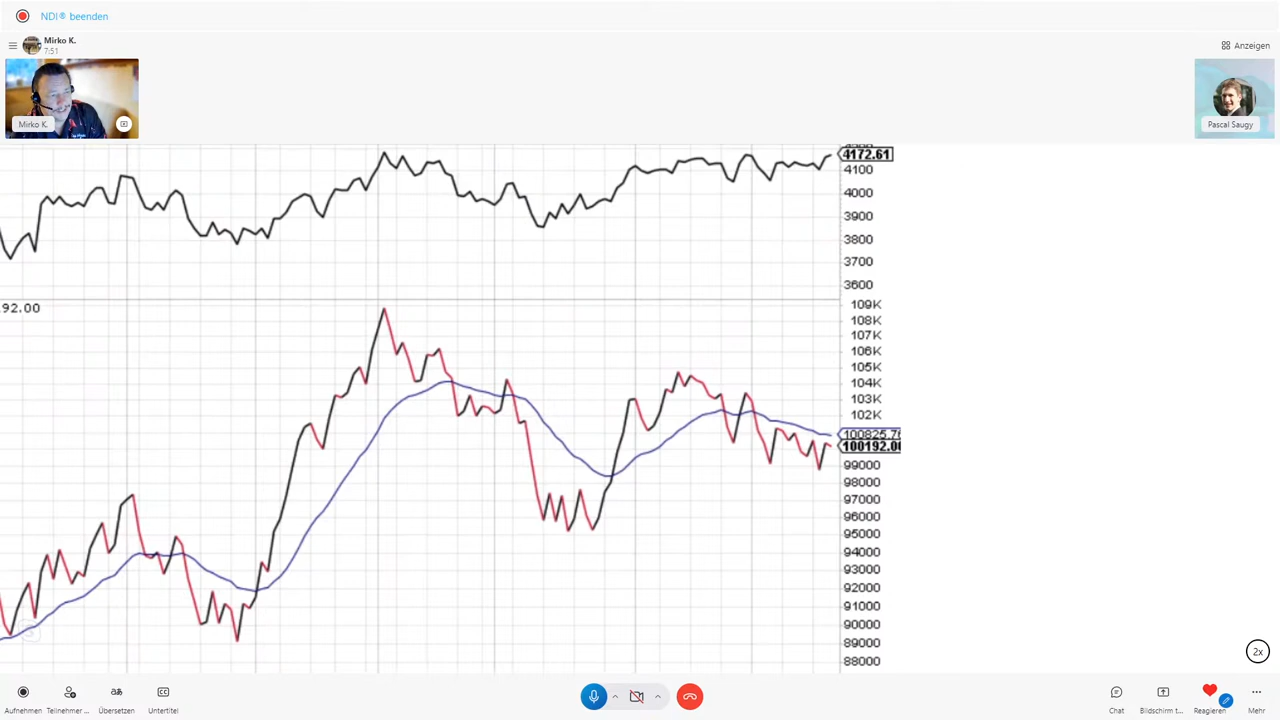 NDI® beenden
Mirko K.
7:51
Anzeigen
Mirko K.
Pascal Saugy
4172.61
4100
4000
3900
3800
3700
3600
92.00
109K
108K
107K
106K
105K
104K
103K
102K
100192.00
99000
98000
97000
96000
95000
94000
93000
92000
91000
90000
89000
88000
2x
Aufnehmen
Teilnehmer ...
Übersetzen
Untertitel
Chat
Bildschirm t...
Reagieren
Mehr